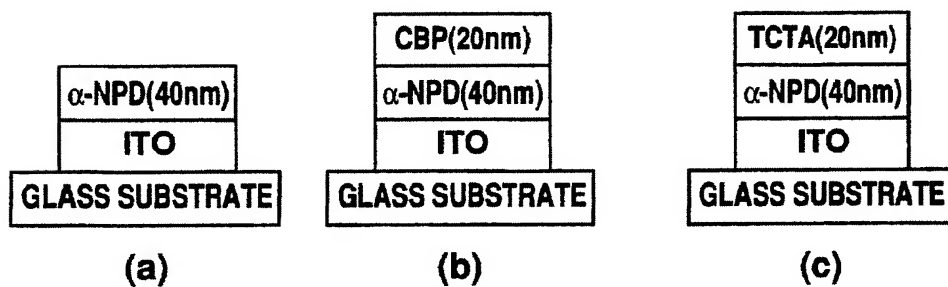 α-NPD(40nm)
ITO
GLASS SUBSTRATE
(a)
CBP(20nm)
α-NPD(40nm)
ITO
GLASS SUBSTRATE
(b)
TCTA(20nm)
α-NPD(40nm)
ITO
GLASS SUBSTRATE
(c)